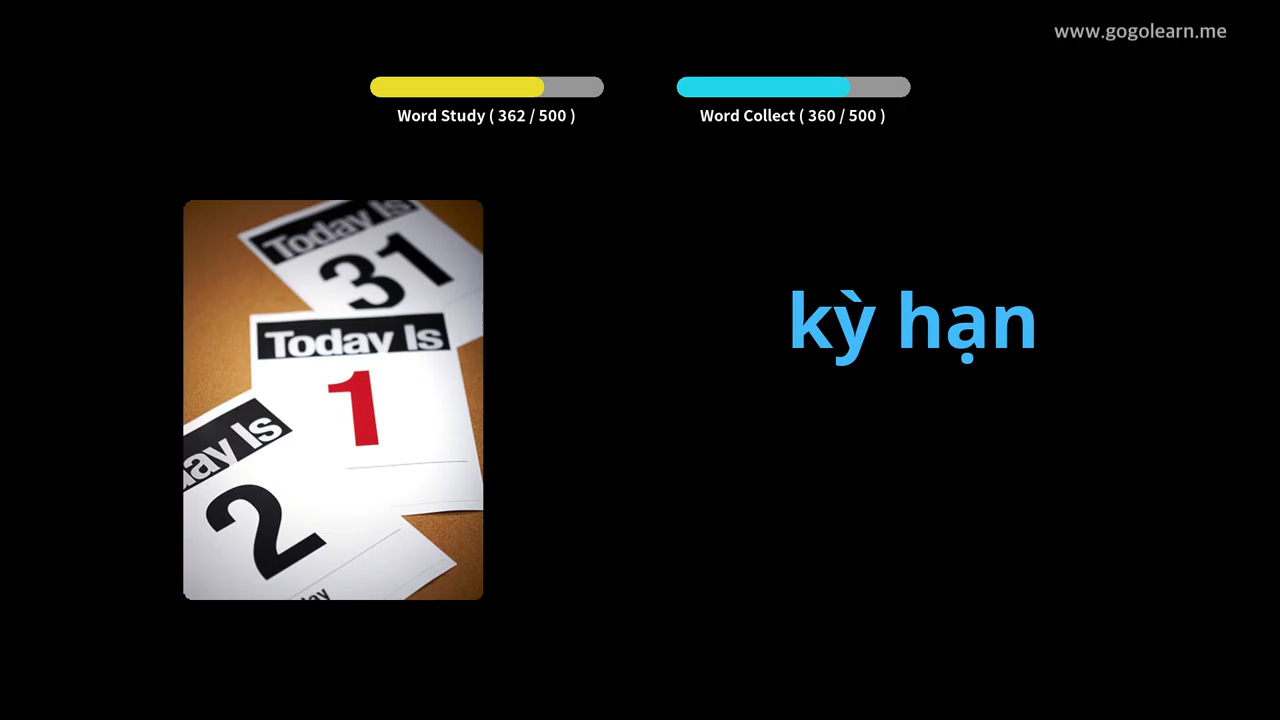 www.gogolearn.me
Word Study ( 362 / 500 )
Word Collect ( 360 / 500 )
Today Is
31
Today Is
1
kỳ hạn
ay Is
2